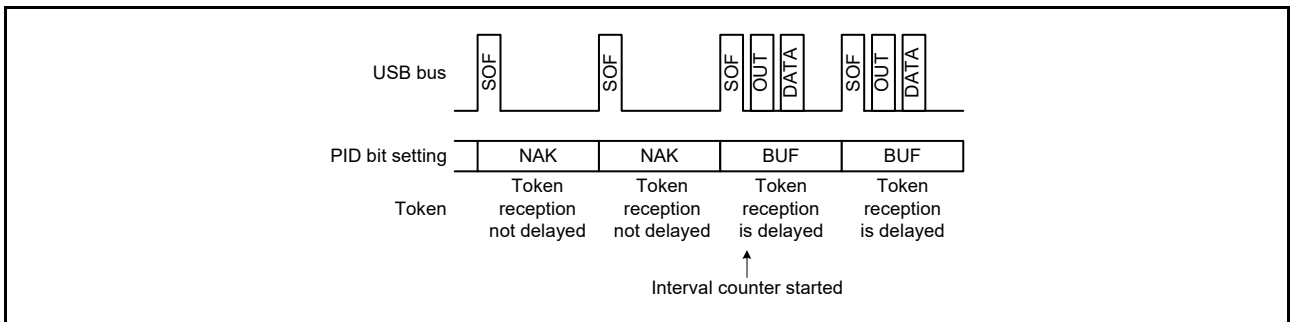 USB bus
SOF
SOF
SOF
OUT
DATA
SOF
OUT
DATA
PID bit setting
NAK
NAK
BUF
BUF
Token
Token
reception
not delayed
Token
reception
not delayed
Token
reception
is delayed
Token
reception
is delayed
Interval counter started